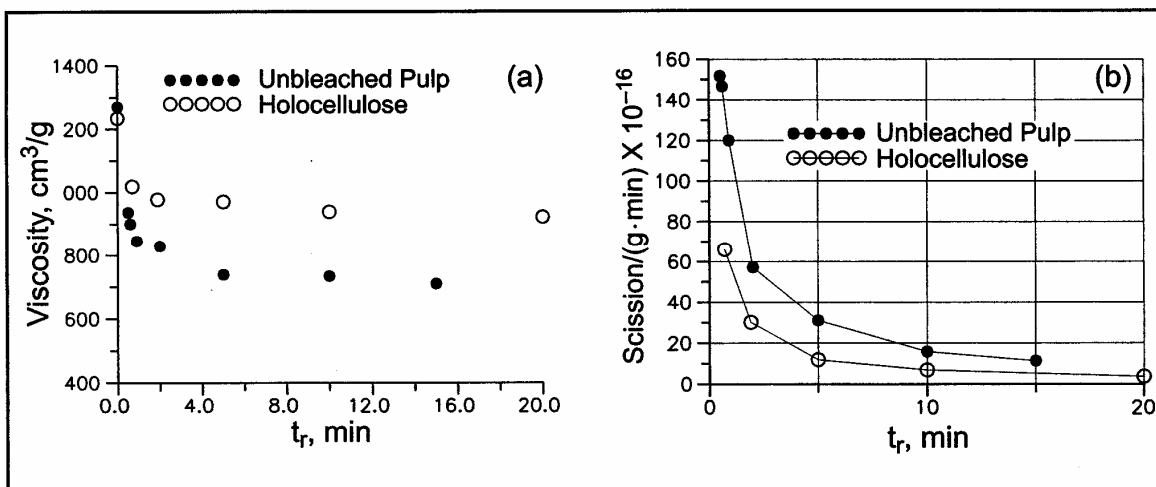 (a)
Unbleached Pulp
Holocellulose
Viscosity, cm³/g
1400
200
000
800
600
400
0.0 4.0 8.0 12.0 16.0 20.0
tᵣ, min
(b)
Unbleached Pulp
Holocellulose
Scission/(g·min) X 10⁻¹⁶
160
140
120
100
80
60
40
20
0
0 10 20
tᵣ, min